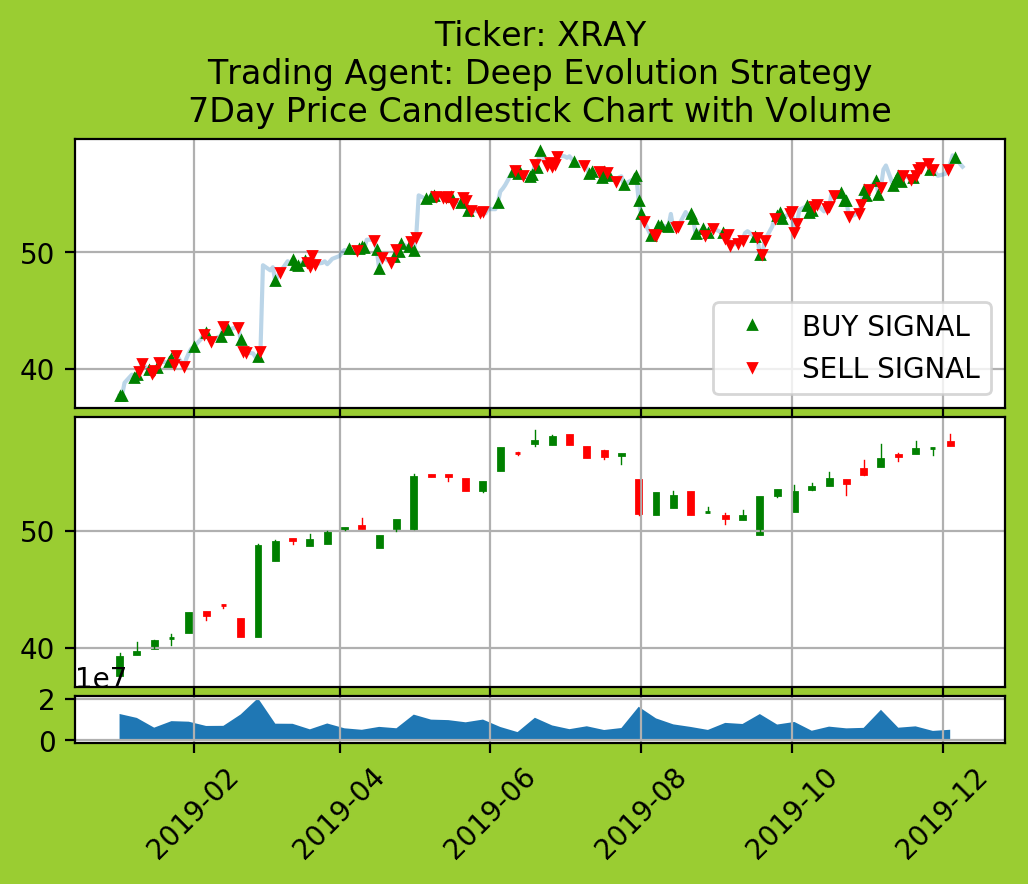 Ticker: XRAY
Trading Agent: Deep Evolution Strategy
7Day Price Candlestick Chart with Volume
50
40
BUY SIGNAL
SELL SIGNAL
50
40
1e7
2
0
2019-02
2019-04
2019-06
2019-08
2019-10
2019-12